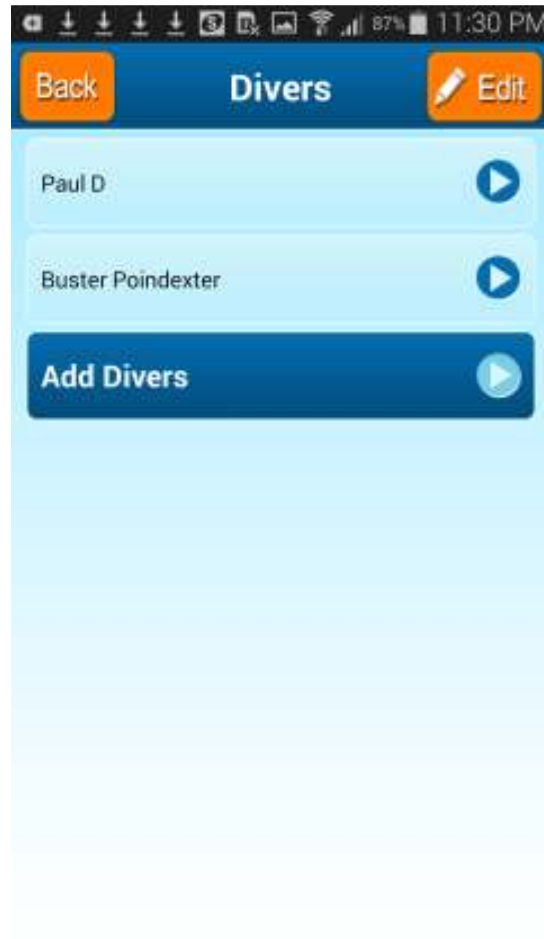 87% 11:30 PM
Back Divers Edit
Paul D
Buster Poindexter
Add Divers